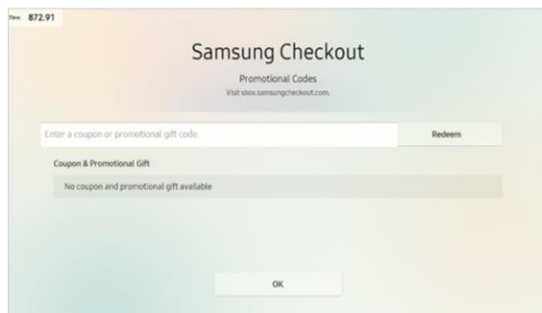 Time 872.91
Samsung Checkout
Promotional Codes
Visit sbox.samsungcheckout.com.
Enter a coupon or promotional gift code.
Redeem
Coupon & Promotional Gift
No coupon and promotional gift available
OK